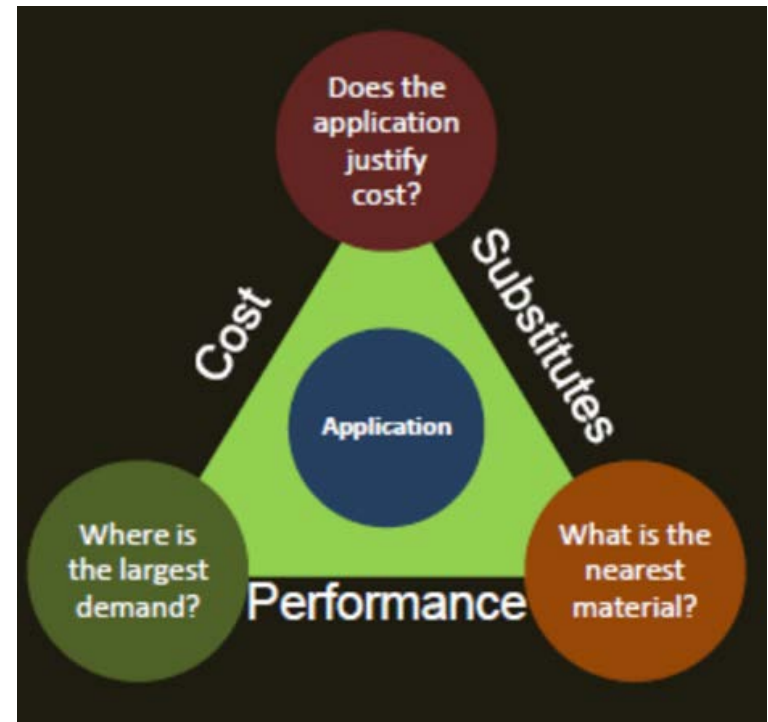 Does the
application
justify
cost?
Cost
Substitutes
Application
Where is
the largest
demand?
Performance
What is the
nearest
material?